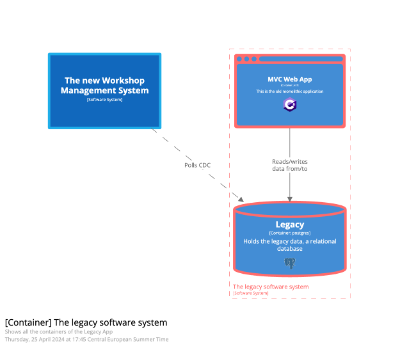 The new Workshop
Management System
[Software System]
MVC Web App
This is the old monolithic application
Polls CDC
Reads/writes
data from/to
Legacy
[Container: postgres]
Holds the legacy data, a relational
database
The legacy software system
[Software System]
[Container] The legacy software system
Shows all the containers of the Legacy App
Thursday, 25 April 2024 at 17:45 Central European Summer Time